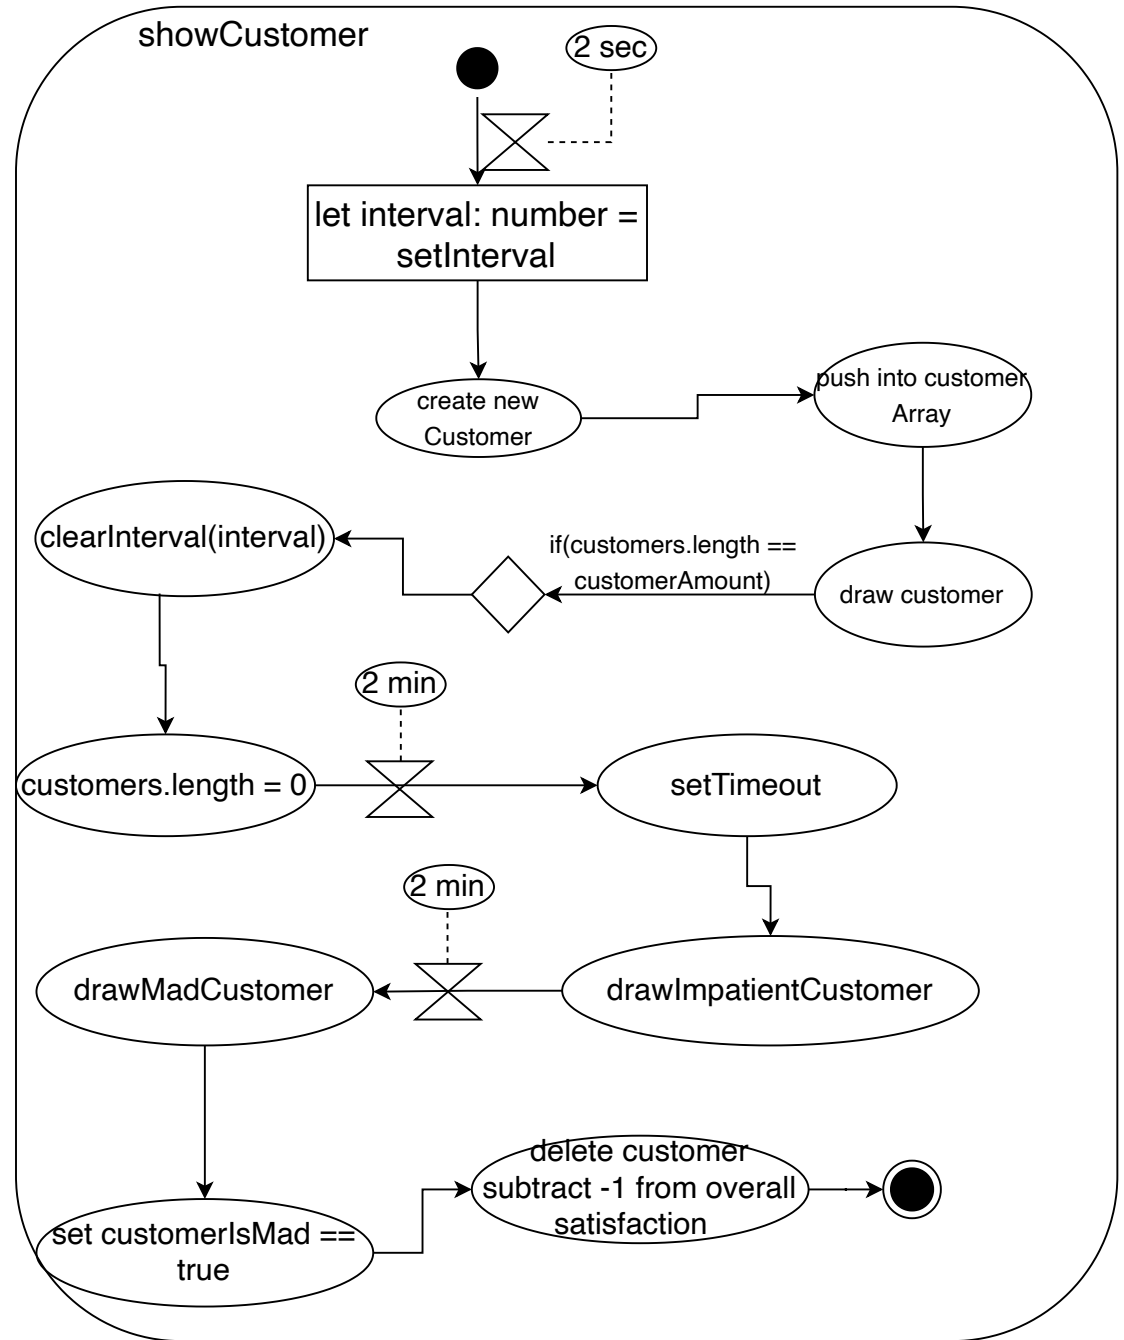 showCustomer
2 sec
let interval: number =
setInterval
create new
Customer
push into customer
Array
draw customer
if(customers.length ==
customerAmount)
clearInterval(interval)
customers.length = 0
2 min
setTimeout
drawImpatientCustomer
2 min
drawMadCustomer
set customerIsMad ==
true
delete customer
subtract -1 from overall
satisfaction